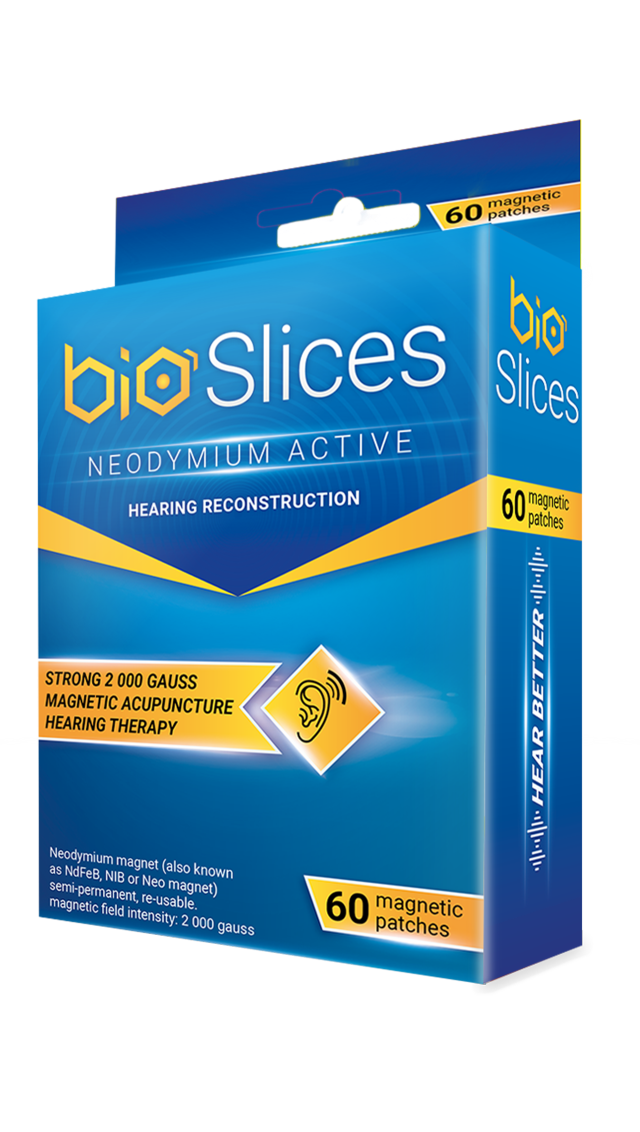 60 magnetic
patches
bio Slices
NEODYMIUM ACTIVE
HEARING RECONSTRUCTION
STRONG 2 000 GAUSS
MAGNETIC ACUPUNCTURE
HEARING THERAPY
Neodymium magnet (also known
as NdFeB, NIB or Neo magnet)
semi-permanent, re-usable.
magnetic field intensity: 2 000 gauss
60 magnetic
patches
bio
Slices
60 magnetic
patches
HEAR BETTER